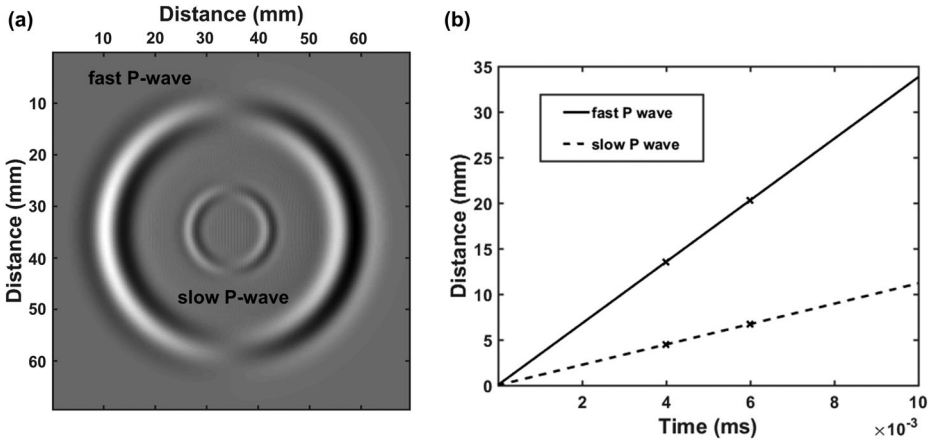 (a)
Distance (mm)
10 20 30 40 50 60
fast P-wave
slow P-wave
Distance (mm)
10
20
30
40
50
60
(b)
35
30
25
20
15
10
5
0
Distance (mm)
fast P wave
slow P wave
2 4 6 8 10
Time (ms)
×10⁻³